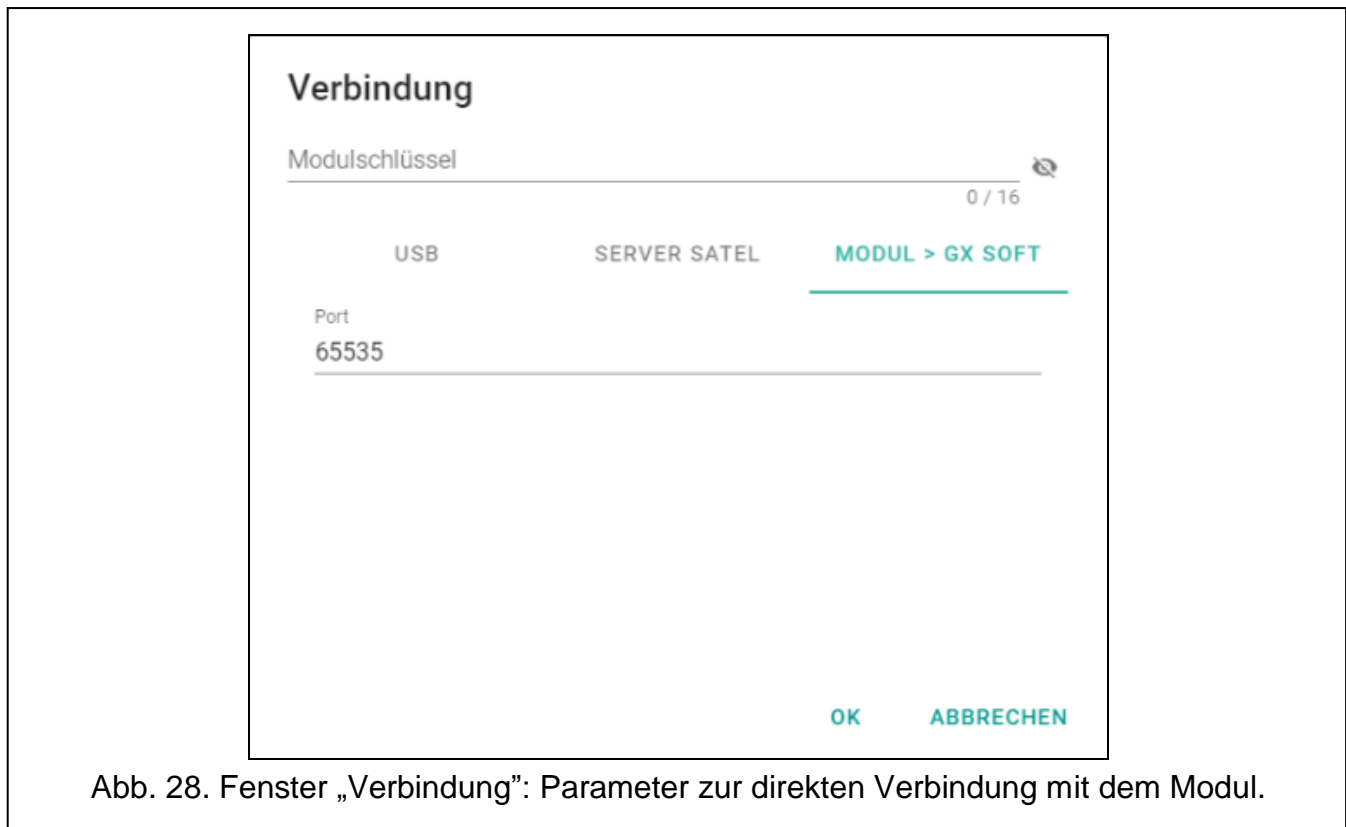 Verbindung
Modulschlüssel
0 / 16
USB SERVER SATEL MODUL > GX SOFT
Port
65535
OK ABBRECHEN
Abb. 28. Fenster „Verbindung”: Parameter zur direkten Verbindung mit dem Modul.